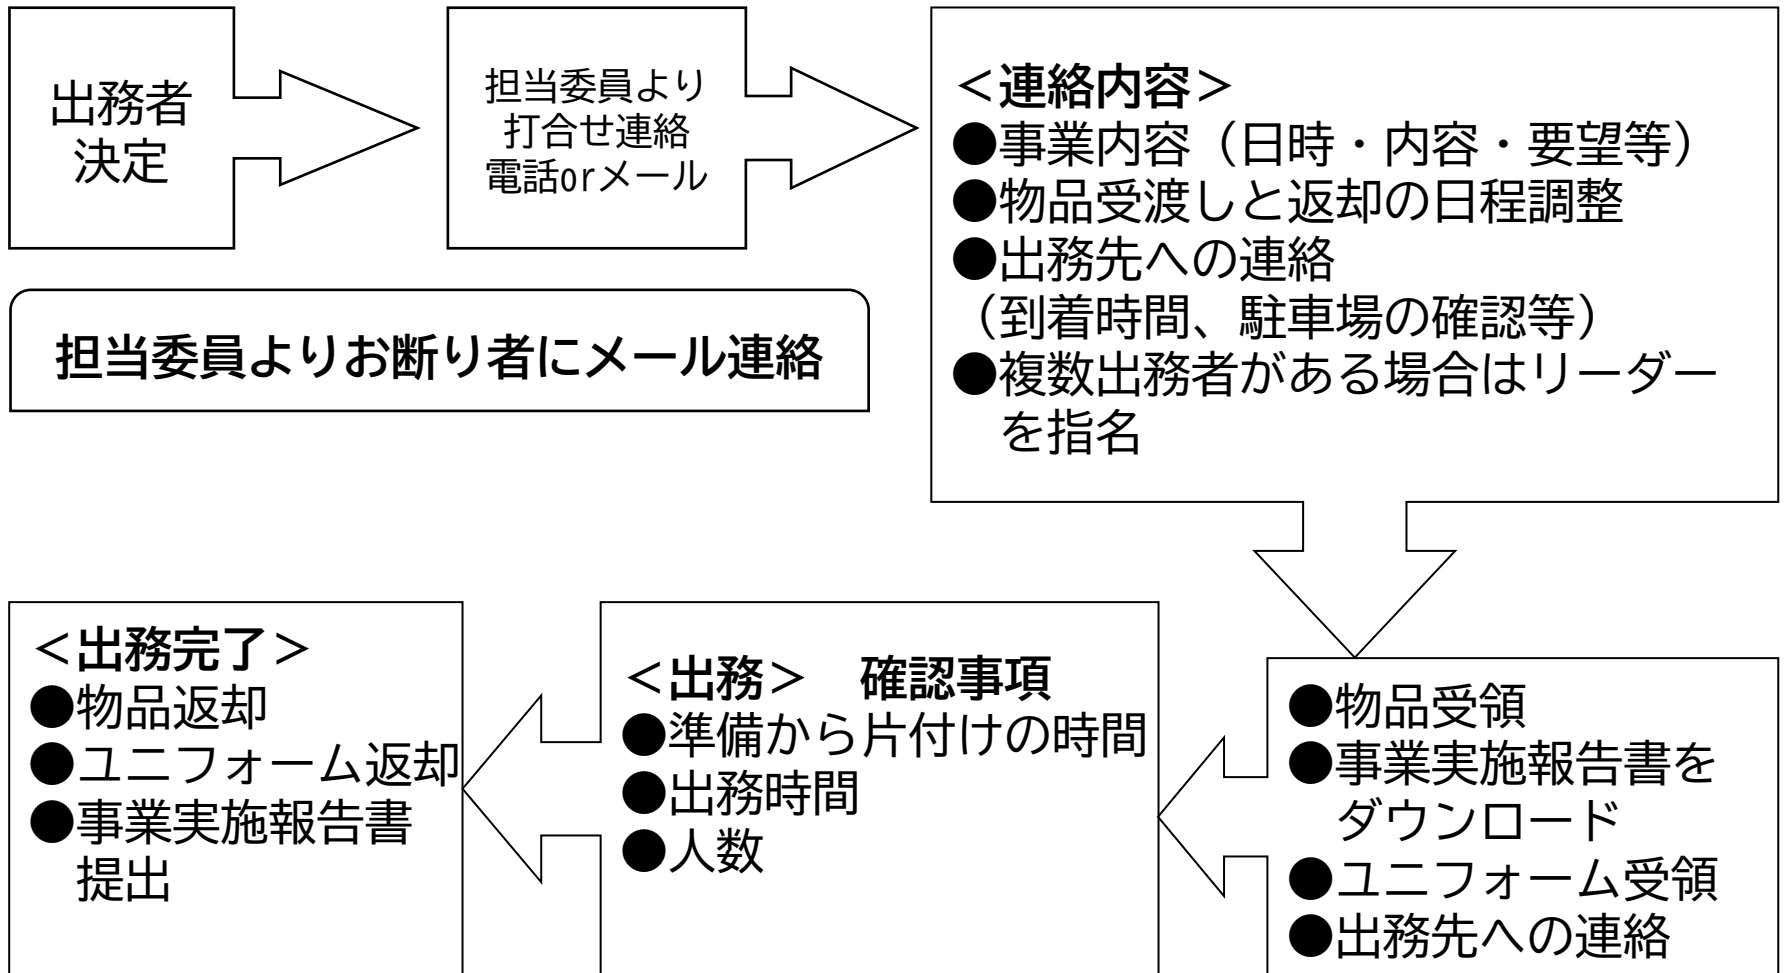 出務者
決定
担当委員より
打合せ連絡
電話orメール
＜連絡内容＞
●事業内容（日時・内容・要望等）
●物品受渡しと返却の日程調整
●出務先への連絡
（到着時間、駐車場の確認等）
●複数出務者がある場合はリーダー
を指名
担当委員よりお断り者にメール連絡
●物品受領
●事業実施報告書を
ダウンロード
●ユニフォーム受領
●出務先への連絡
＜出務＞　確認事項
●準備から片付けの時間
●出務時間
●人数
＜出務完了＞
●物品返却
●ユニフォーム返却
●事業実施報告書
提出